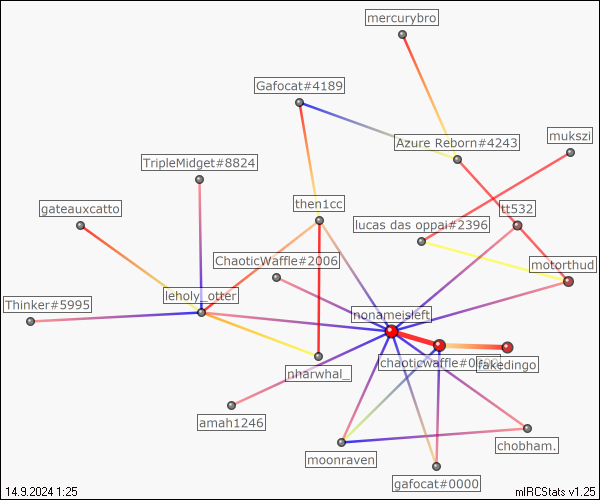 mercurybro
Gafocat#4189
Azure Reborn#4243
mukszi
TripleMidget#8824
gateauxcatto
then1cc
tt532
lucas das oppai#2396
ChaoticWaffle#2006
motorthud
leholy_otter
Thinker#5995
nonameisleft
chaoticwaffle#0
fakedingo
nharwhal_
amah1246
chobham.
moonraven
gafocat#0000
14.9.2024 1:25
mIRCStats v1.25